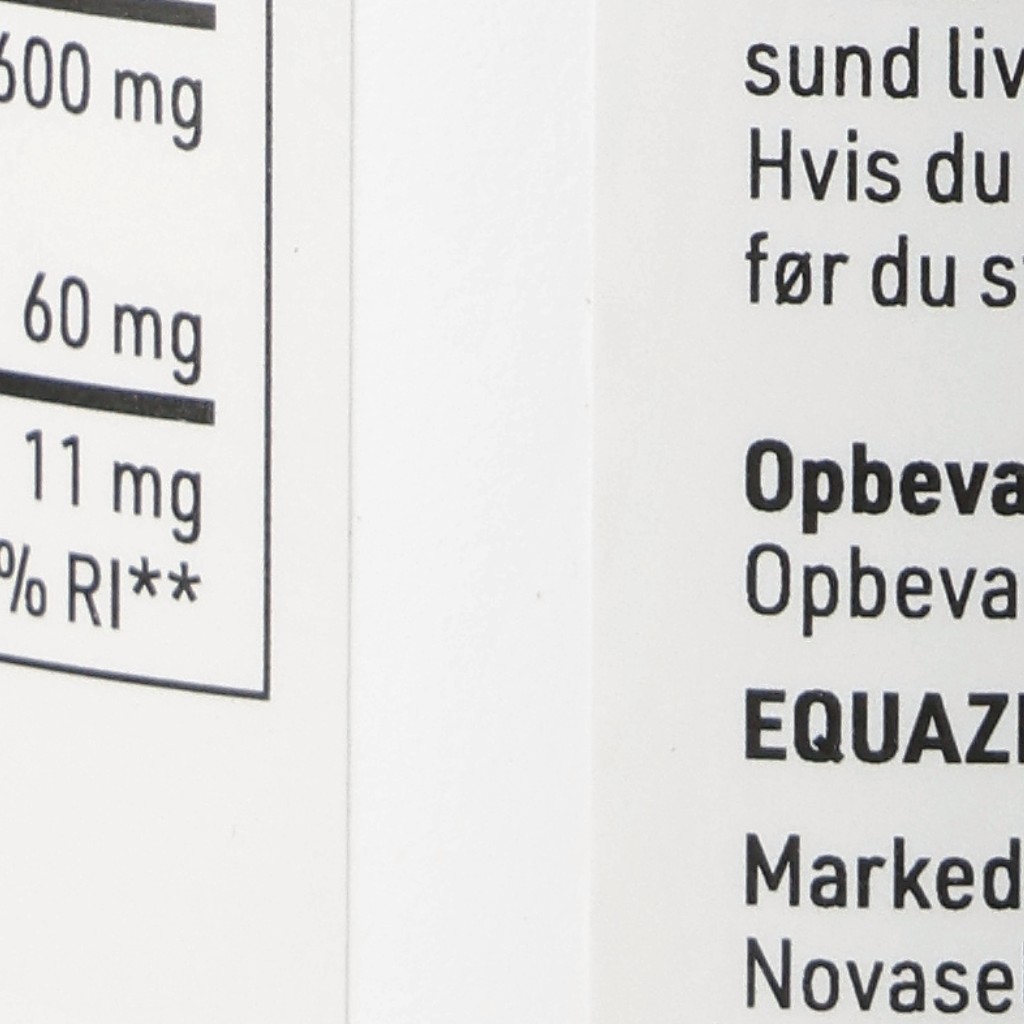 600 mg
60 mg
11 mg
% RI**
sund liv
Hvis du
før du s
Opbeva
Opbeva
EQUAZ
Marked
Novase